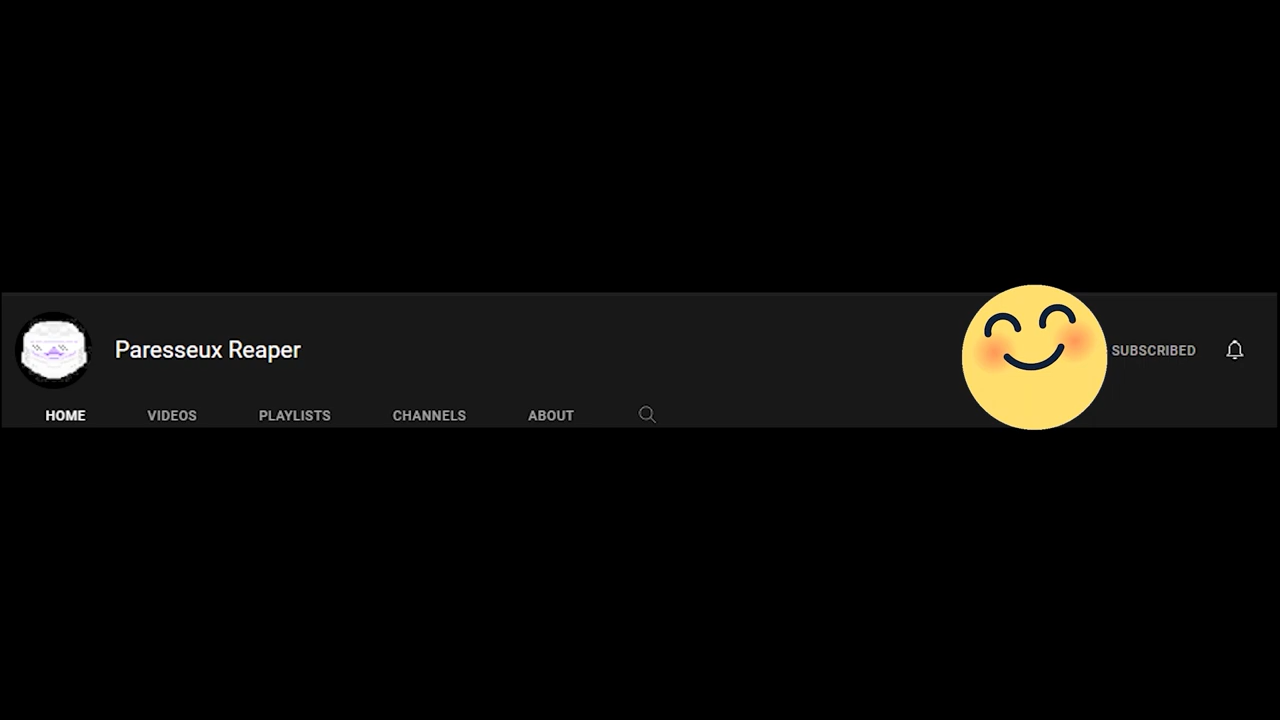 Paresseux Reaper
SUBSCRIBED
HOME VIDEOS PLAYLISTS CHANNELS ABOUT